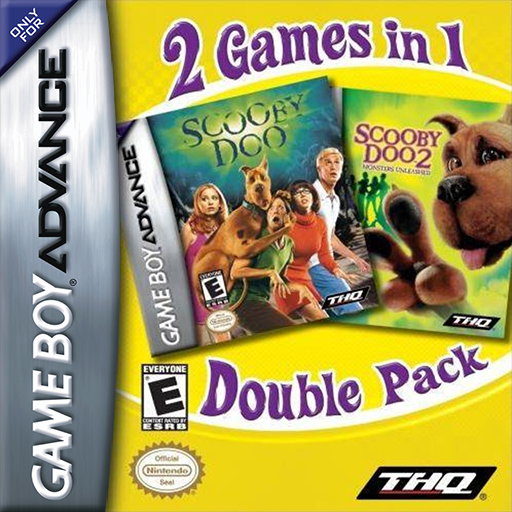 ONLY
FOR
GAME BOY ADVANCE
2 Games in 1
SCOOBY
DOO
GAME BOY ADVANCE
EVERYONE
E
ESRB
Nintendo
THQ
SCOOBY
DOO 2
MONSTERS UNLEASHED
THQ
Double Pack
EVERYONE
E
CONTENT RATED BY
ESRB
Official
Nintendo
Seal
THQ